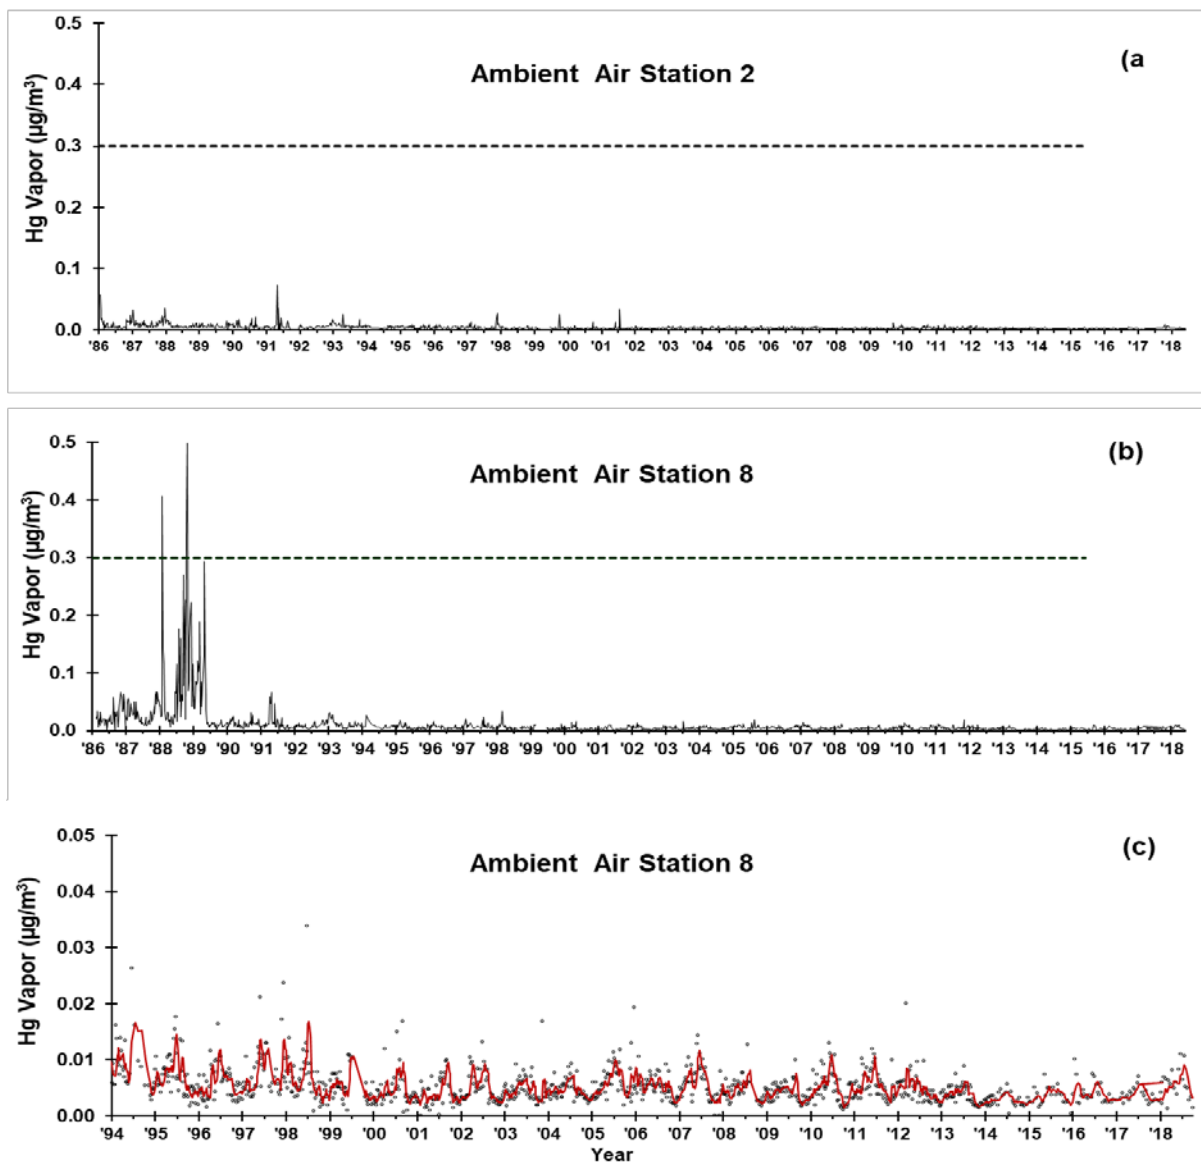 (a
Ambient Air Station 2
Hg Vapor (µg/m³)
0.5
0.4
0.3
0.2
0.1
0.0
'86 '87 '88 '89 '90 '91 '92 '93 '94 '95 '96 '97 '98 '99 '00 '01 '02 '04 '05 '06 '07 '08 '09 '10 '11 '12 '13 '14 '15 '16 '17 '18
(b)
Ambient Air Station 8
Hg Vapor (µg/m³)
0.5
0.4
0.3
0.2
0.1
0.0
'86 '87 '88 '89 '90 '91 '92 '93 '94 '95 '96 '97 '98 '00 '01 '02 '03 '04 '05 '06 '07 '08 '09 '10 '11 '12 '13 '14 '15 '16 '17 '18
(c)
Ambient Air Station 8
Hg Vapor (µg/m³)
0.05
0.04
0.03
0.02
0.01
0.00
'94 '95 '96 '97 '98 '99 '00 '01 '02 '03 '04 '05 '06 '07 '08 '09 '10 '11 '12 '13 '14 '15 '16 '17 '18
Year